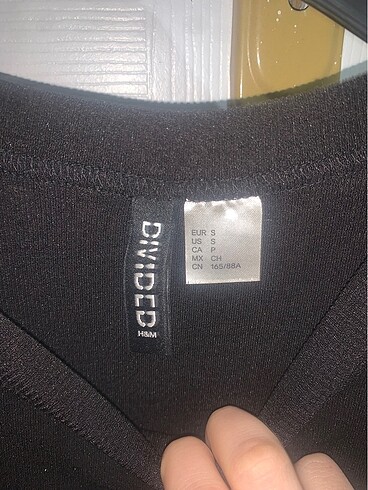 DIVIDED
H&M
EUR S
US S
CA P
MX CH
CN 165/88A